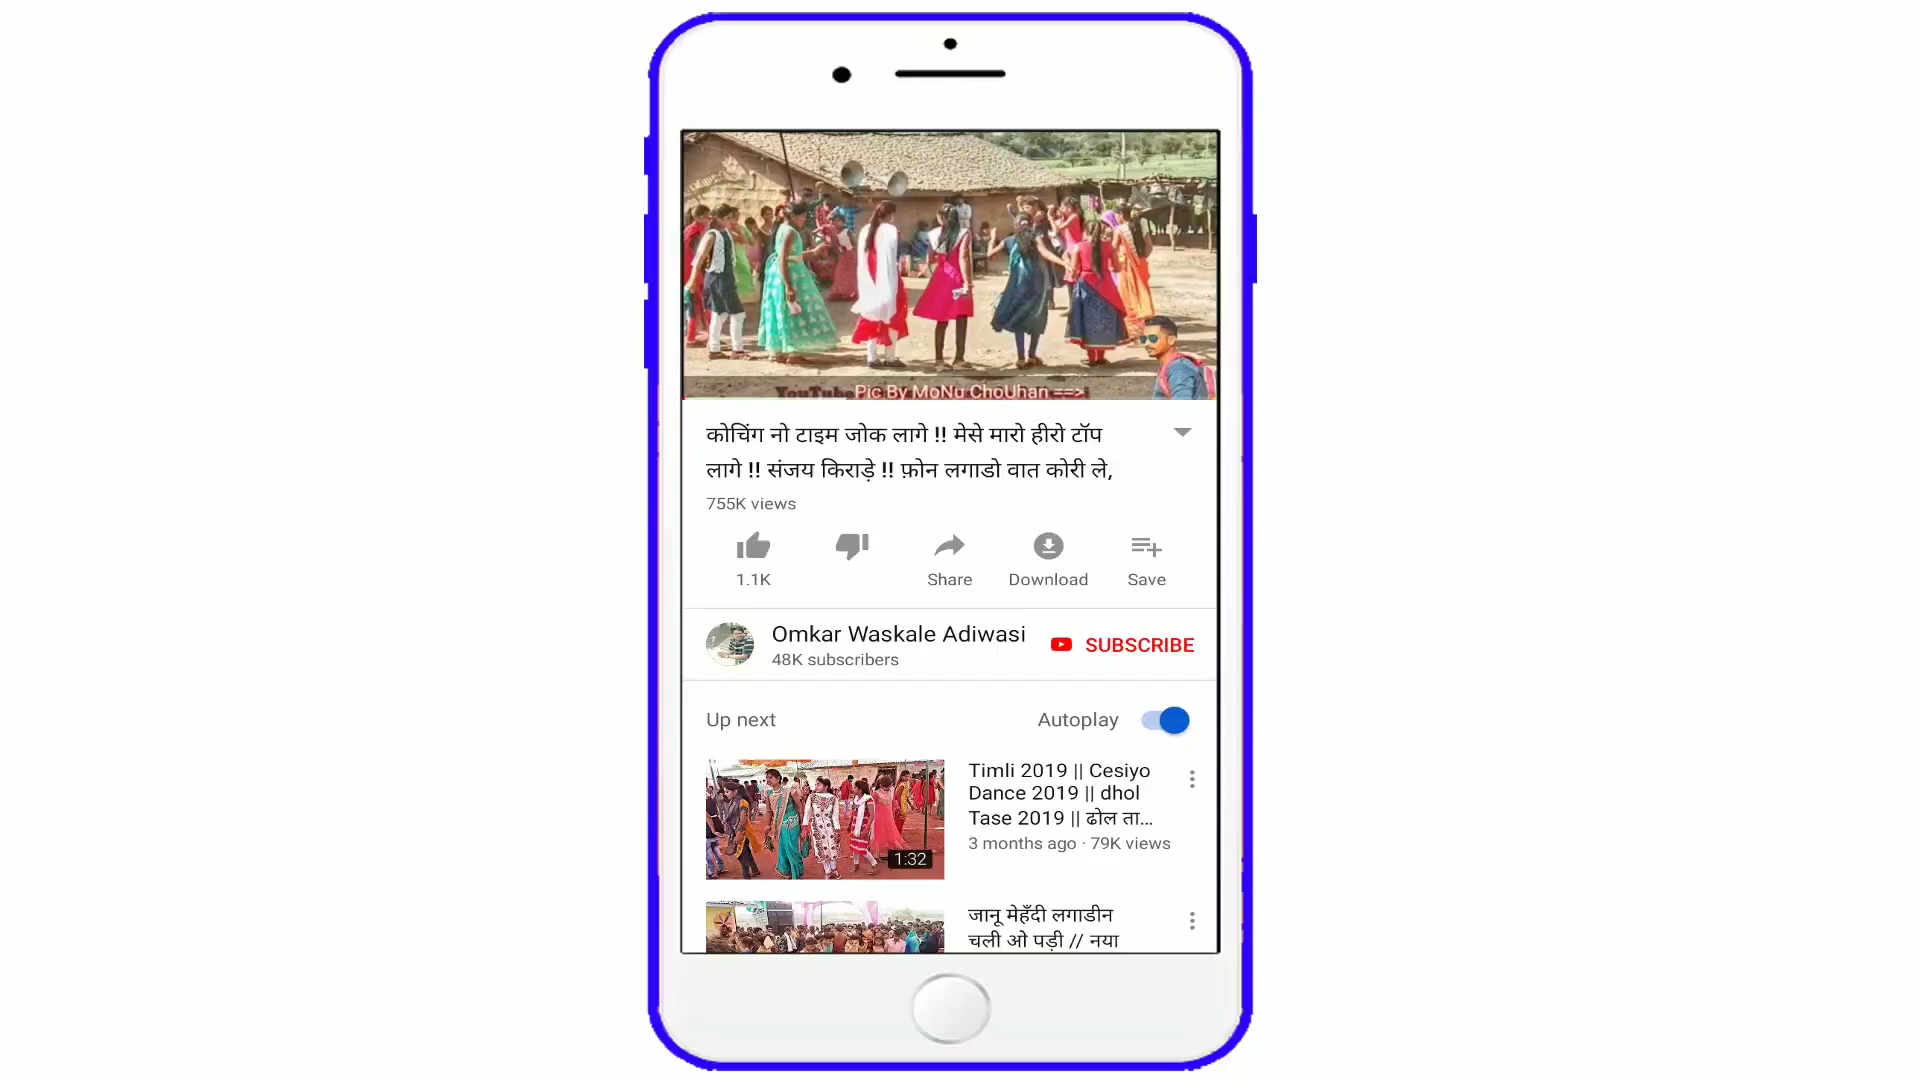 YouTube Pic By MoNu ChoUhan ==>
कोचिंग नो टाइम जोक लागे !! मेसे मारो हीरो टॉप
लागे !! संजय किराड़े !! फ़ोन लगाडो वात कोरी ले,
755K views
1.1K
Share
Download
Save
Omkar Waskale Adiwasi
48K subscribers
SUBSCRIBE
Up next
Autoplay
Timli 2019 || Cesiyo
Dance 2019 || dhol
Tase 2019 || ढोल ता...
3 months ago · 79K views
1:32
जानू मेहँदी लगाडीन
चली ओ पड़ी // नया